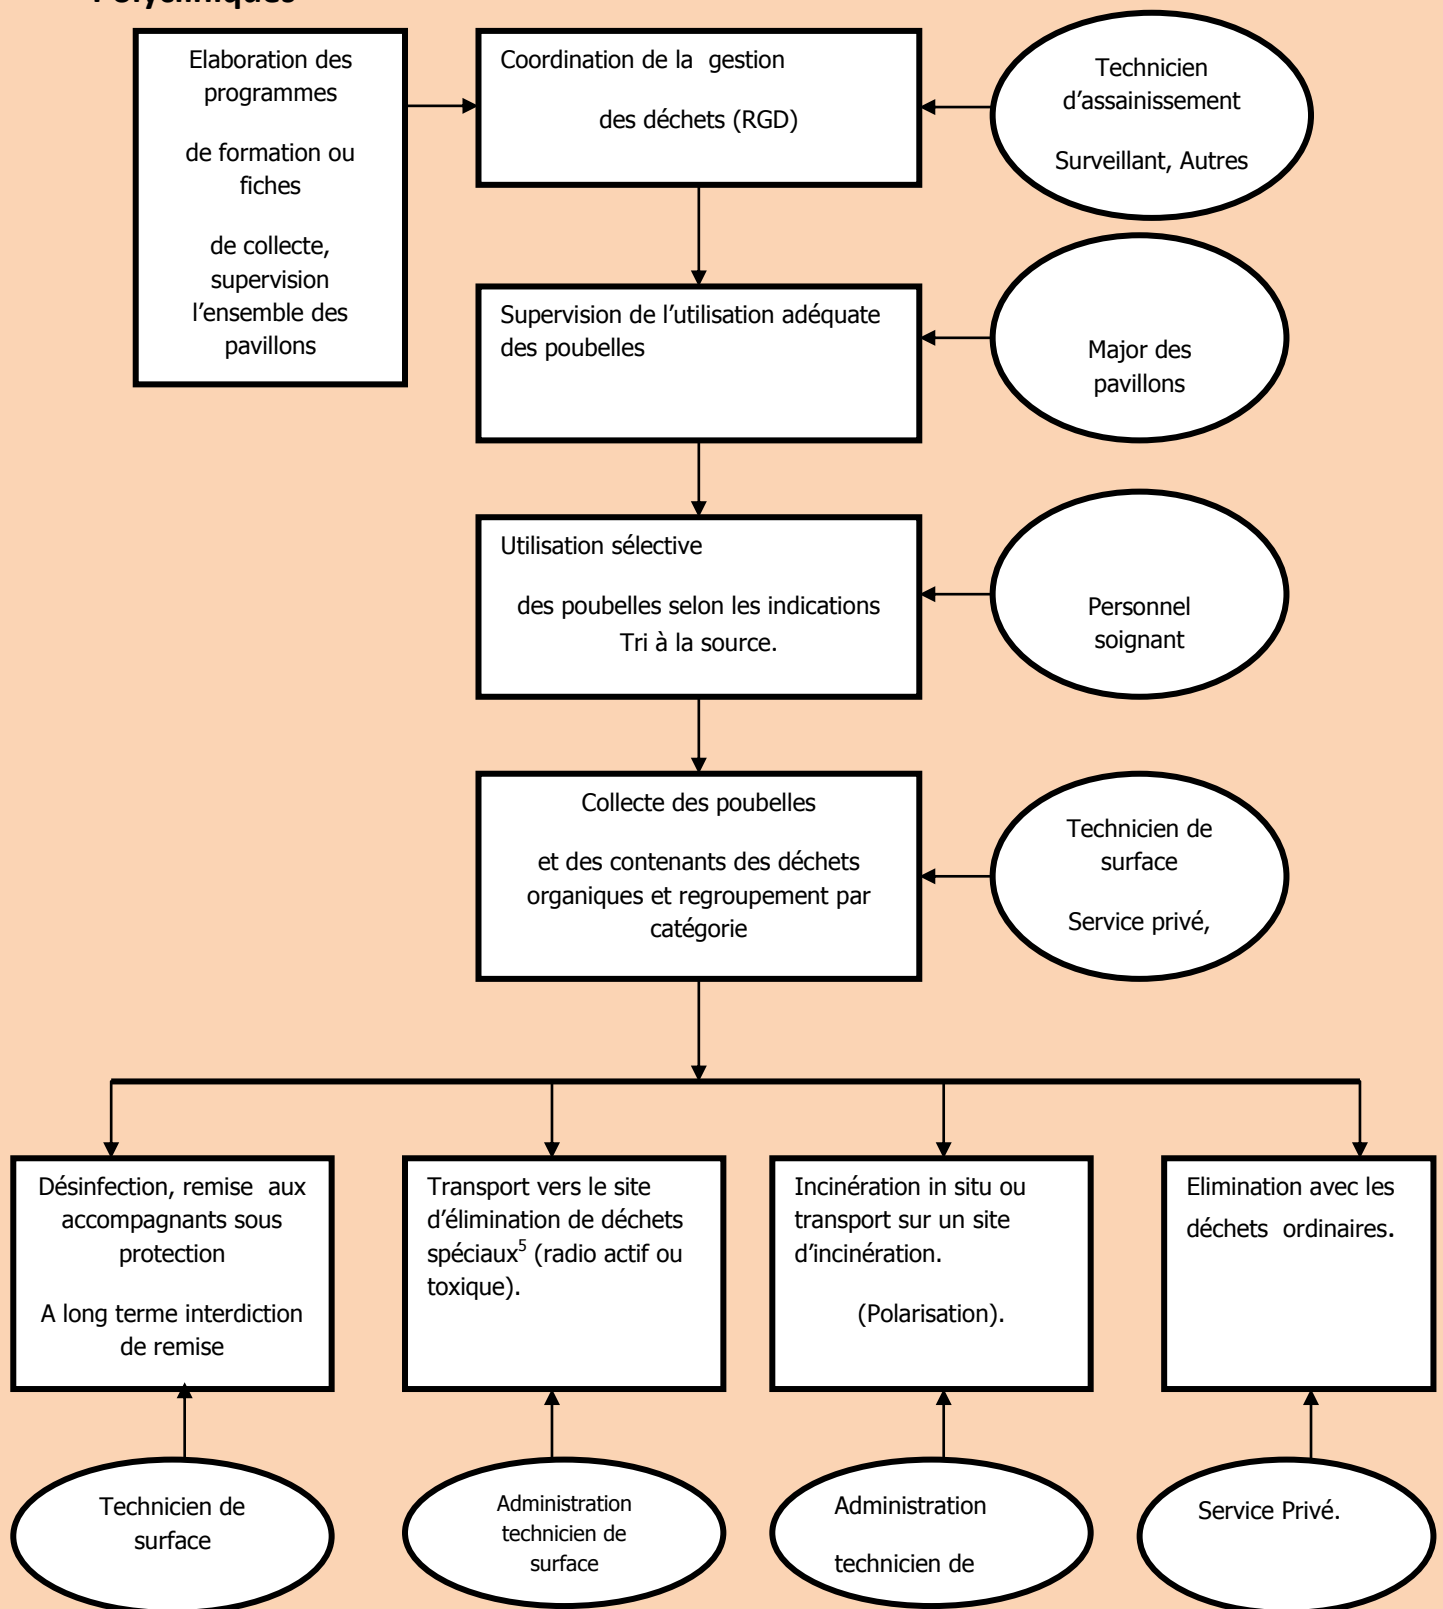 Polycliniques
Elaboration des
programmes
de formation ou
fiches
de collecte,
supervision
l'ensemble des
pavillons
Coordination de la gestion
des déchets (RGD)
Technicien
d'assainissement
Surveillant, Autres
Supervision de l'utilisation adéquate
des poubelles
Major des
pavillons
Utilisation sélective
des poubelles selon les indications
Tri à la source.
Personnel
soignant
Collecte des poubelles
et des contenants des déchets
organiques et regroupement par
catégorie
Technicien de
surface
Service privé,
Désinfection, remise aux
accompagnants sous
protection
A long terme interdiction
de remise
Transport vers le site
d'élimination de déchets
spéciaux⁵ (radio actif ou
toxique).
Incinération in situ ou
transport sur un site
d'incinération.
(Polarisation).
Elimination avec les
déchets ordinaires.
Technicien de
surface
Administration
technicien de
surface
Administration
technicien de
Service Privé.